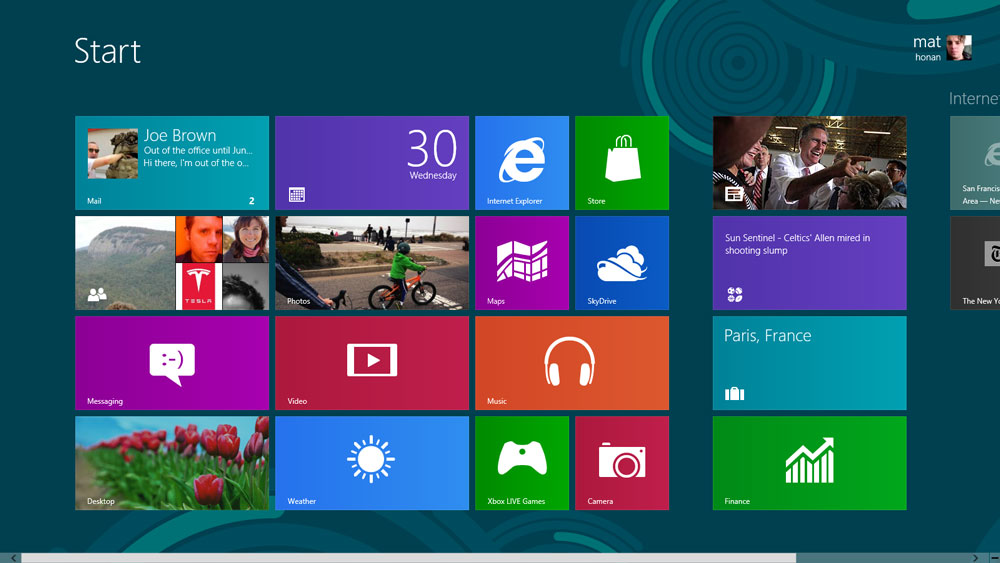 Start
mat
honan
Internet
Joe Brown
Out of the office until Jun...
Hi there, I'm out of the o...
Mail
2
30
Wednesday
Internet Explorer
Store
San Francis
Area — Nev
TESLA
Photos
Maps
SkyDrive
Sun Sentinel - Celtics' Allen mired in
shooting slump
The New Yo
:-)
Messaging
Video
Music
Paris, France
Desktop
Weather
Xbox LIVE Games
Camera
Finance